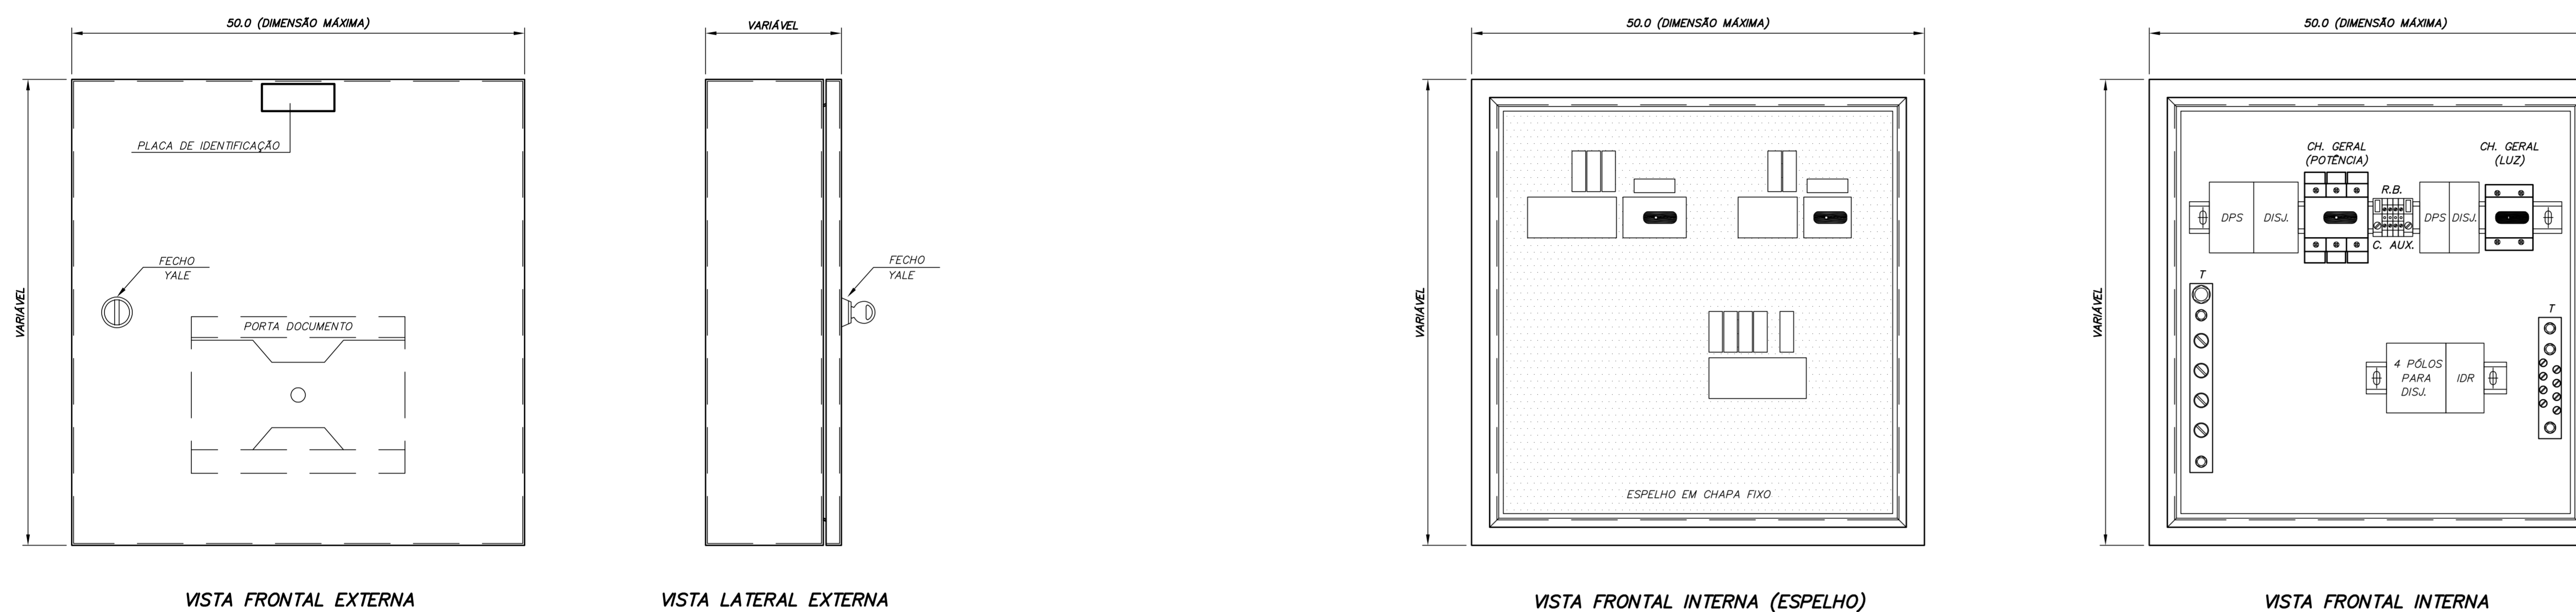 50.0 (DIMENSÃO MÁXIMA)
VARIÁVEL
PLACA DE IDENTIFICAÇÃO
FECHO
YALE
PORTA DOCUMENTO
VISTA FRONTAL EXTERNA
VARIÁVEL
FECHO
YALE
VISTA LATERAL EXTERNA
50.0 (DIMENSÃO MÁXIMA)
VARIÁVEL
ESPELHO EM CHAPA FIXO
VISTA FRONTAL INTERNA (ESPELHO)
50.0 (DIMENSÃO MÁXIMA)
VARIÁVEL
CH. GERAL
(POTÊNCIA)
CH. GERAL
(LUZ)
R.B.
DPS
DISJ.
DPS
DISJ.
C. AUX.
T
T
4 PÓLOS
PARA
DISJ.
IDR
VISTA FRONTAL INTERNA